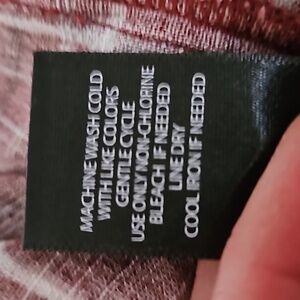 MACHINE WASH COLD
WITH LIKE COLORS
GENTLE CYCLE
USE ONLY NON-CHLORINE
BLEACH IF NEEDED
LINE DRY
COOL IRON IF NEEDED